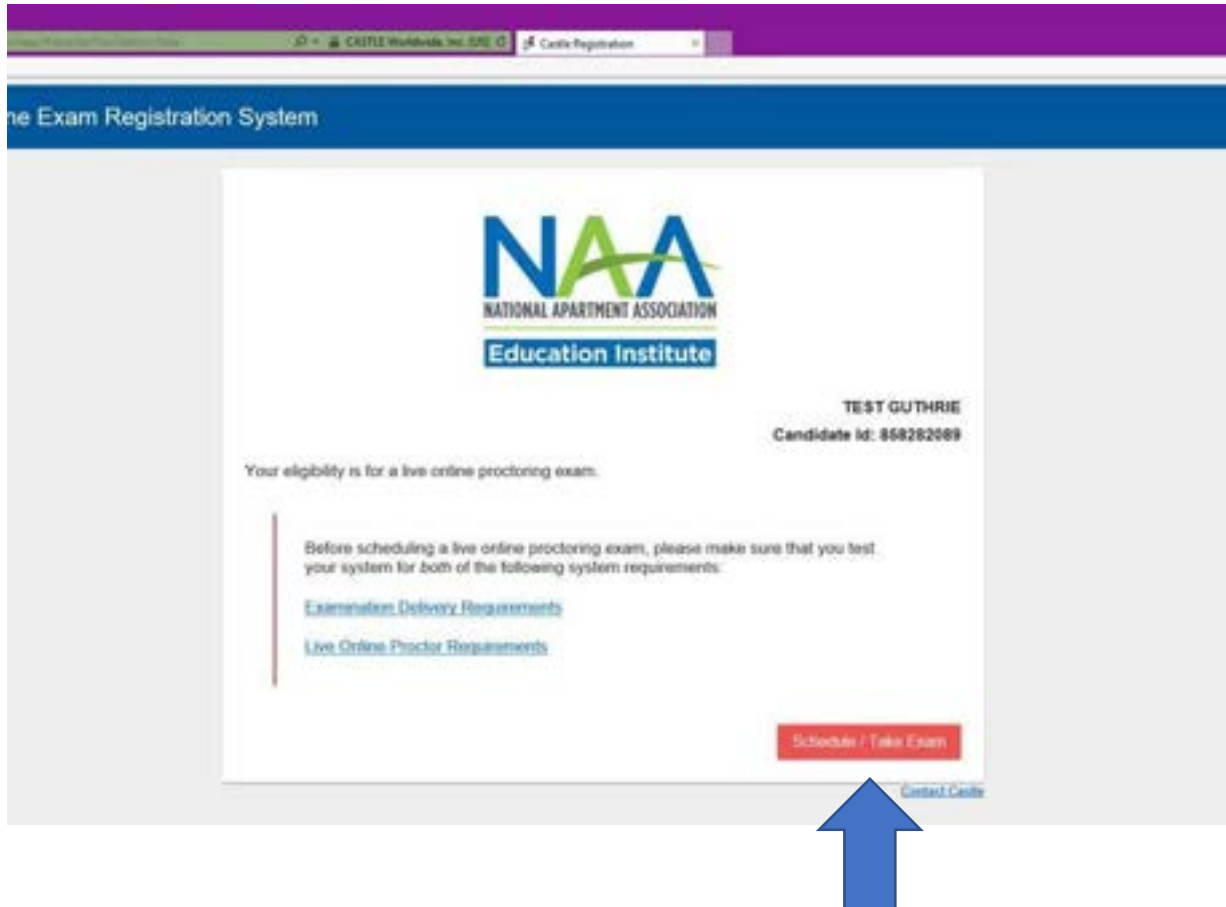 CASTLE Worldwide, Inc. [US]
Castle Registration
ne Exam Registration System
NAA
NATIONAL APARTMENT ASSOCIATION
Education Institute
TEST GUTHRIE
Candidate Id: 858282089
Your eligibility is for a live online proctoring exam.
Before scheduling a live online proctoring exam, please make sure that you test
your system for both of the following system requirements:
Examination Delivery Requirements
Live Online Proctor Requirements
Schedule / Take Exam
Contact Castle